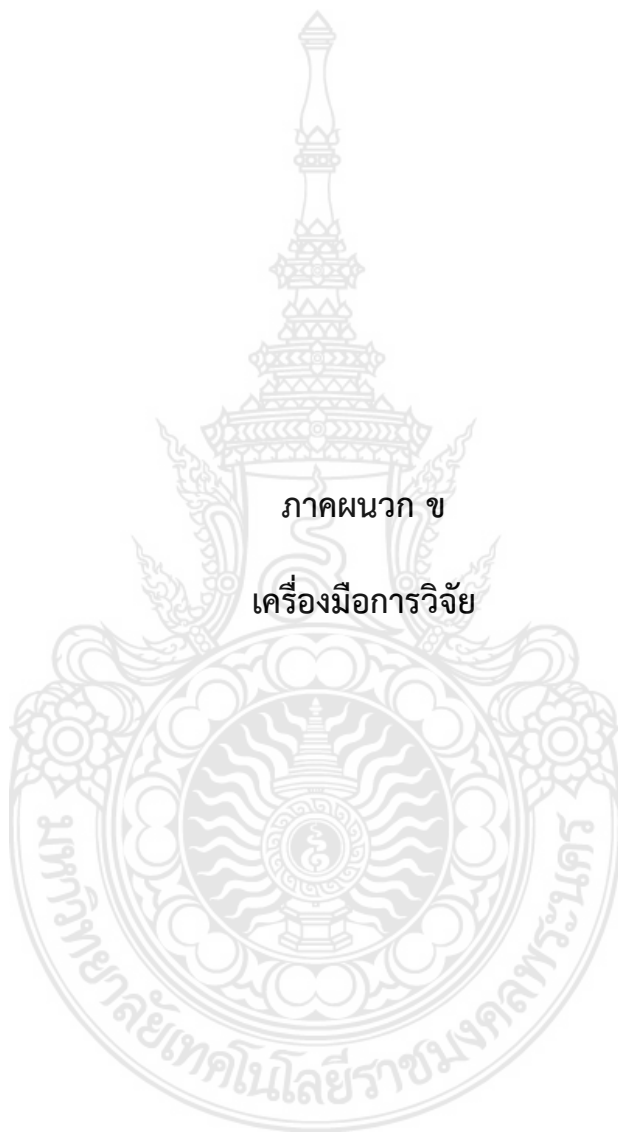 ภาคผนวก ข
เครื่องมือการวิจัย
มหาวิทยาลัยเทคโนโลยีราชมงคลพระนคร